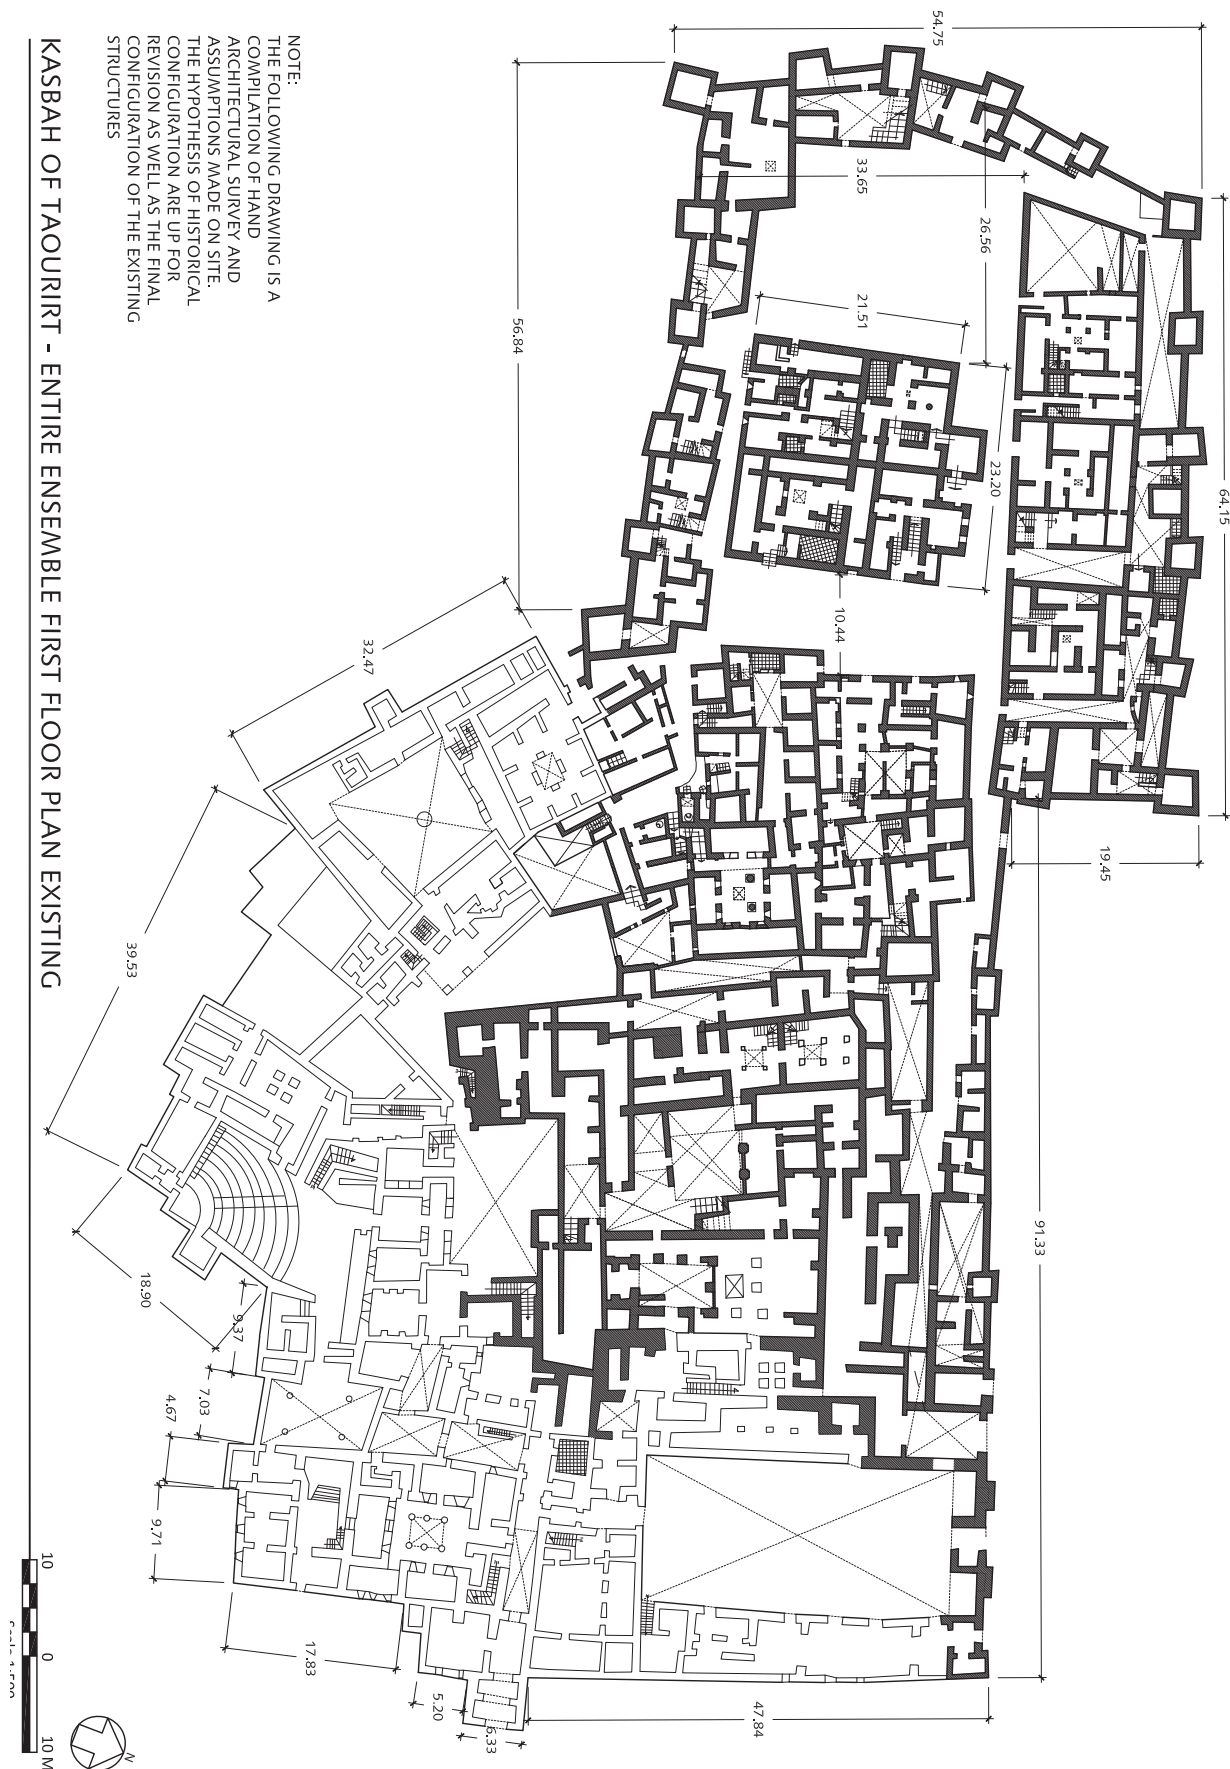 KASBAH OF TAOURIRT - ENTIRE ENSEMBLE FIRST FLOOR PLAN EXISTING
NOTE:
THE FOLLOWING DRAWING IS A
COMPILATION OF HAND
ARCHITECTURAL SURVEY AND
ASSUMPTIONS MADE ON SITE.
THE HYPOTHESIS OF HISTORICAL
CONFIGURATION ARE UP FOR
REVISION AS WELL AS THE FINAL
CONFIGURATION OF THE EXISTING
STRUCTURES
54.75
33.65
26.56
21.51
56.84
23.20
64.15
10.44
32.47
19.45
39.53
91.33
18.90
9.37
7.03
4.67
9.71
17.83
5.20
6.33
47.84
10 0 10 M
N